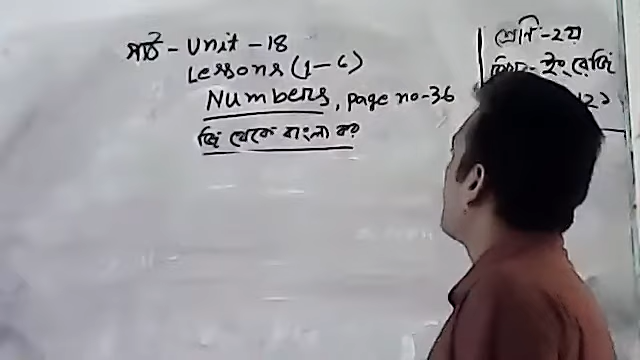 পাঠ - Unit - 18
Lessons (1-6)
Numbers, page no-36
থেকে বাংলা কর
শ্রেণি - ২য়
বিষয় - ইংরেজি